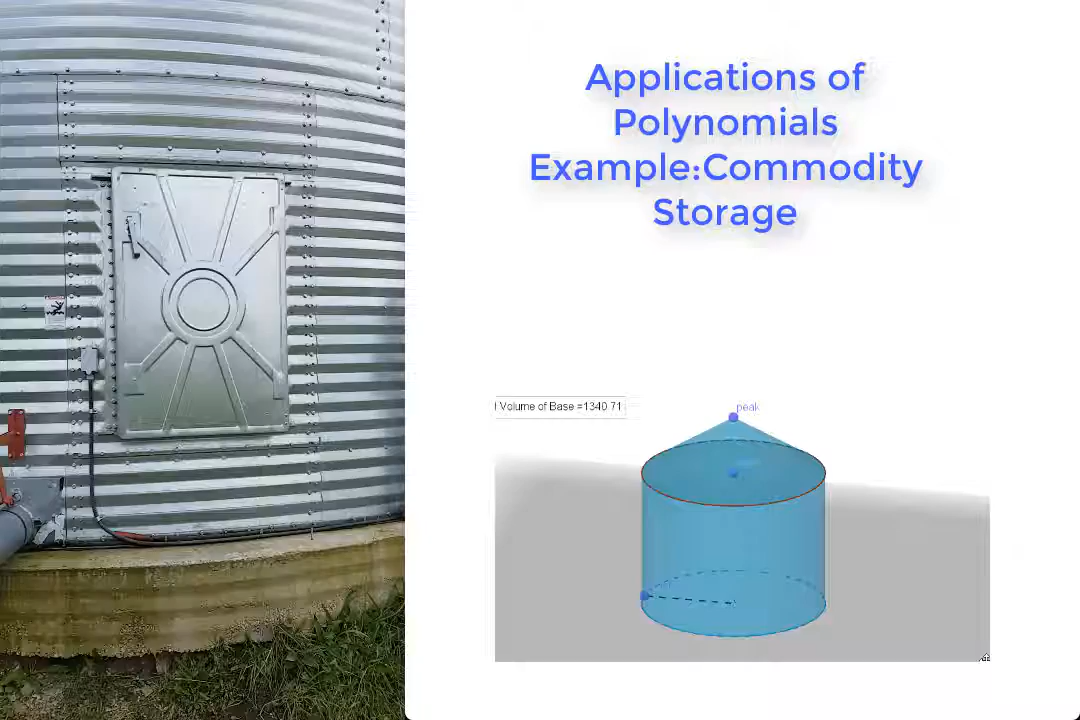 Applications of
Polynomials
Example:Commodity
Storage
Volume of Base =1340 71
peak